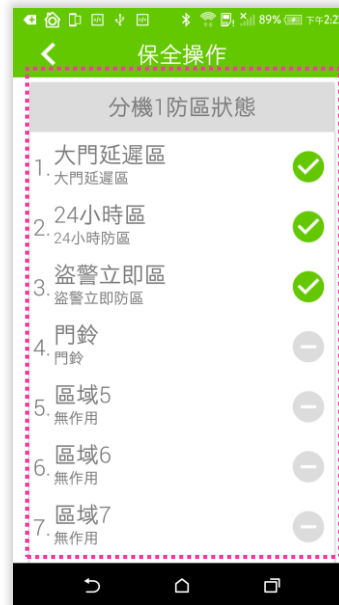 89% 下午2:2
保全操作
分機1防區狀態
1. 大門延遲區
大門延遲區
2. 24小時區
24小時防區
3. 盜警立即區
盜警立即防區
4. 門鈴
門鈴
5. 區域5
無作用
6. 區域6
無作用
7. 區域7
無作用